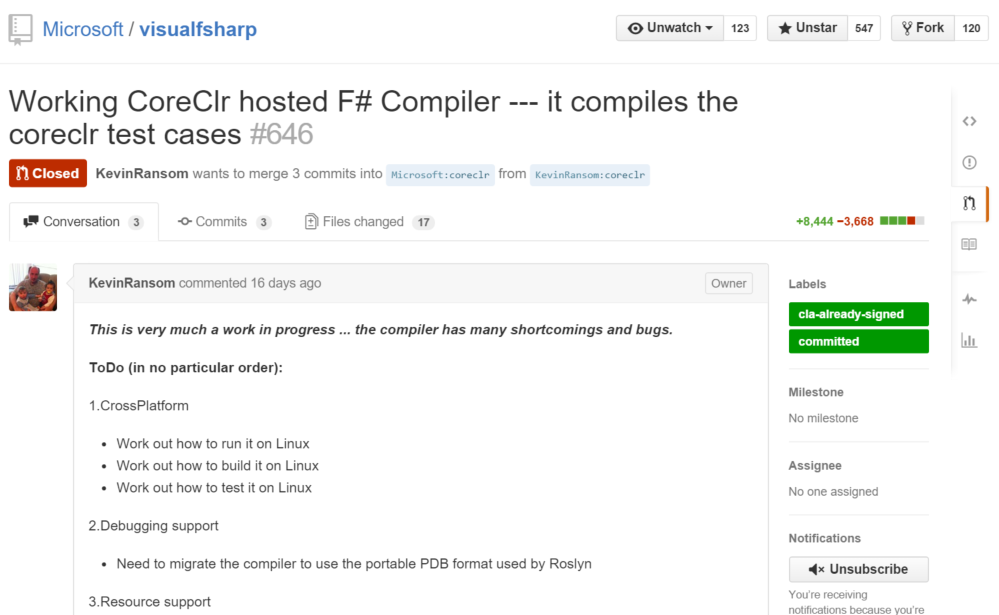 Microsoft / visualfsharp
Unwatch 123
Unstar 547
Fork 120
Working CoreClr hosted F# Compiler --- it compiles the
coreclr test cases #646
Closed KevinRansom wants to merge 3 commits into Microsoft:coreclr from KevinRansom:coreclr
Conversation 3
Commits 3
Files changed 17
+8,444 −3,668
KevinRansom commented 16 days ago
Owner
This is very much a work in progress ... the compiler has many shortcomings and bugs.
ToDo (in no particular order):
1.CrossPlatform
• Work out how to run it on Linux
• Work out how to build it on Linux
• Work out how to test it on Linux
2.Debugging support
• Need to migrate the compiler to use the portable PDB format used by Roslyn
3.Resource support
Labels
cla-already-signed
committed
Milestone
No milestone
Assignee
No one assigned
Notifications
Unsubscribe
You’re receiving
notifications because you’re